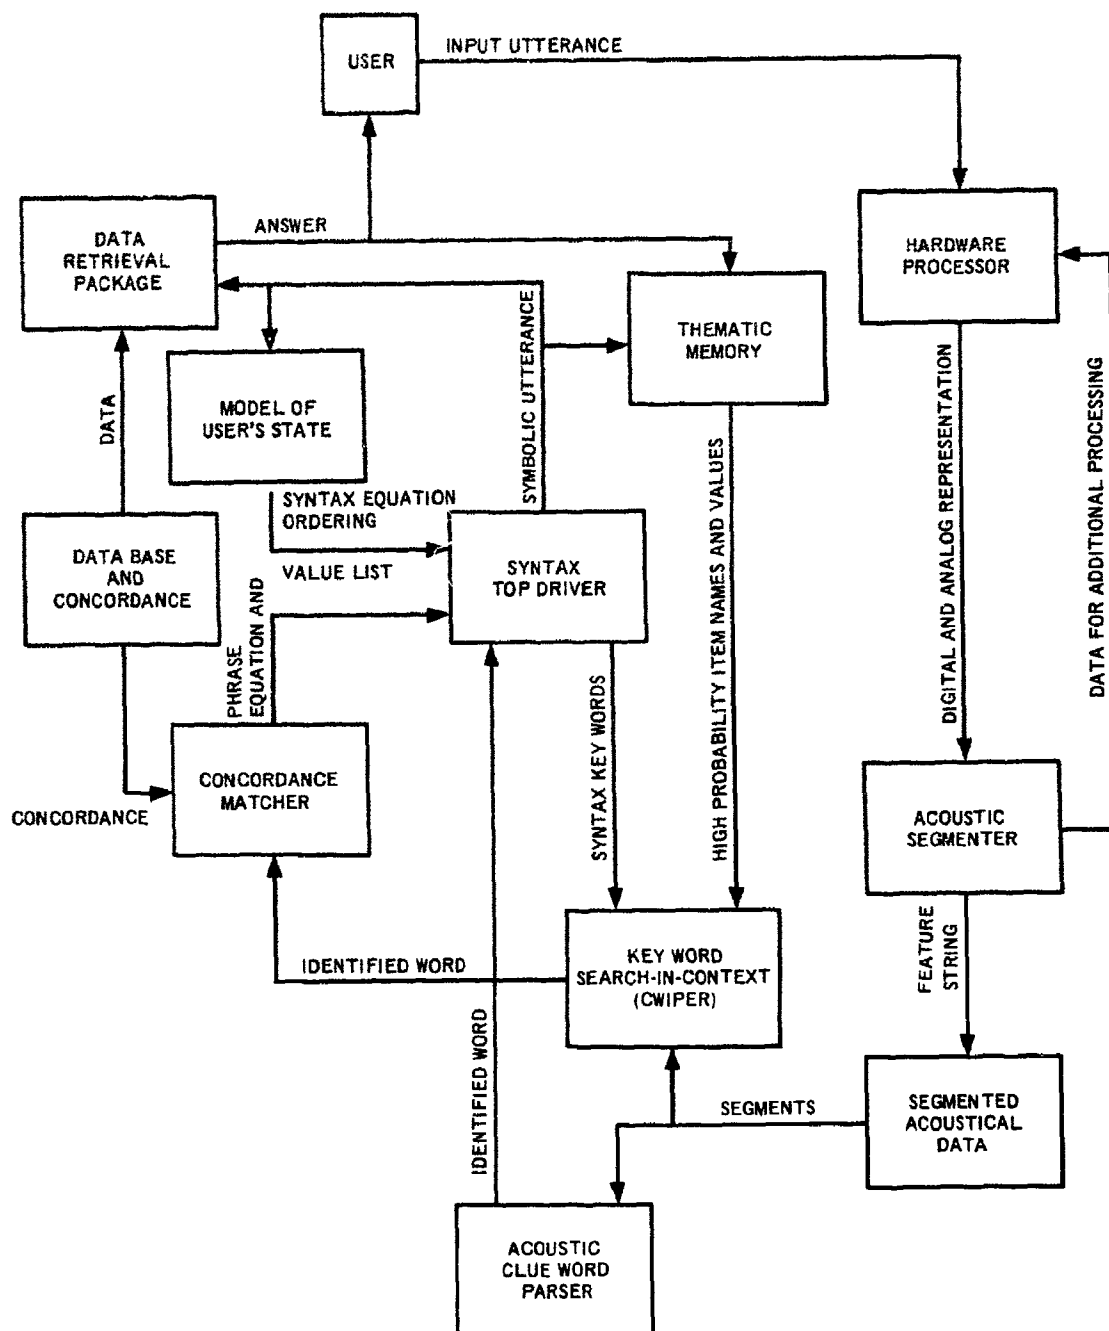 INPUT UTTERANCE
USER
DATA
RETRIEVAL
PACKAGE
ANSWER
HARDWARE
PROCESSOR
THEMATIC
MEMORY
MODEL OF
USER'S STATE
DATA
SYMBOLIC UTTERANCE
SYNTAX EQUATION
ORDERING
DATA BASE
AND
CONCORDANCE
SYNTAX
TOP DRIVER
PHRASE
EQUATION AND
VALUE LIST
HIGH PROBABILITY ITEM NAMES AND VALUES
DIGITAL AND ANALOG REPRESENTATION
DATA FOR ADDITIONAL PROCESSING
CONCORDANCE
CONCORDANCE
MATCHER
SYNTAX KEY WORDS
ACOUSTIC
SEGMENTER
FEATURE
STRING
IDENTIFIED WORD
KEY WORD
SEARCH-IN-CONTEXT
(CWIPER)
IDENTIFIED WORD
SEGMENTS
SEGMENTED
ACOUSTICAL
DATA
ACOUSTIC
CLUE WORD
PARSER